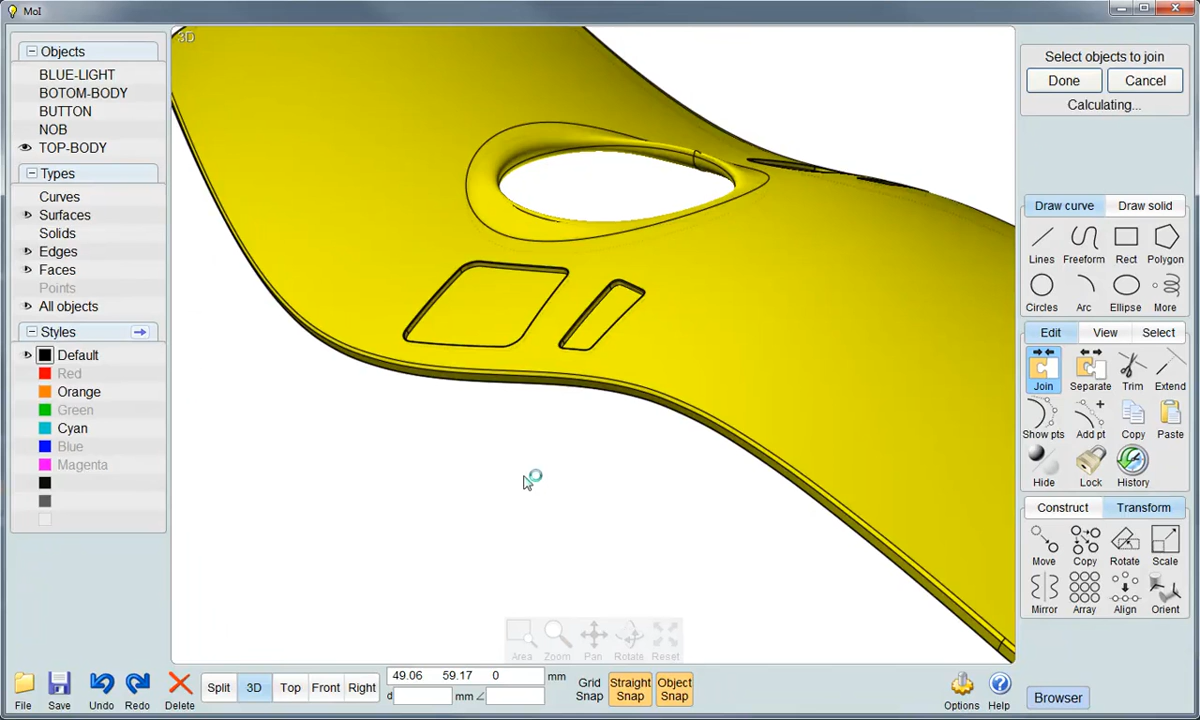 MoI
Objects
BLUE-LIGHT
BOTOM-BODY
BUTTON
NOB
TOP-BODY
Types
Curves
Surfaces
Solids
Edges
Faces
Points
All objects
Styles
Default
Red
Orange
Green
Cyan
Blue
Magenta
3D
Select objects to join
Done Cancel
Calculating...
Draw curve Draw solid
Lines Freeform Rect Polygon
Circles Arc Ellipse More
Edit View Select
Join Separate Trim Extend
Show pts Add pt Copy Paste
Hide Lock History
Construct Transform
Move Copy Rotate Scale
Mirror Array Align Orient
Area Zoom Pan Rotate Reset
File Save Undo Redo Delete
Split 3D Top Front Right
49.06 59.17 0 mm
d mm
Grid Snap
Straight Snap
Object Snap
Options Help
Browser